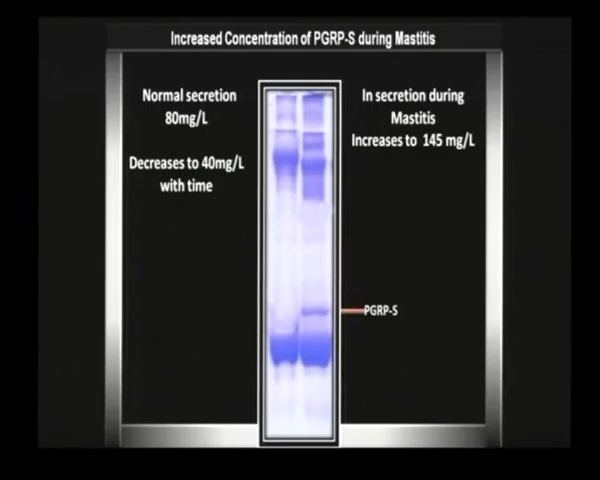 Increased Concentration of PGRP-S during Mastitis
Normal secretion
80mg/L
Decreases to 40mg/L
with time
In secretion during
Mastitis
Increases to 145 mg/L
PGRP-S